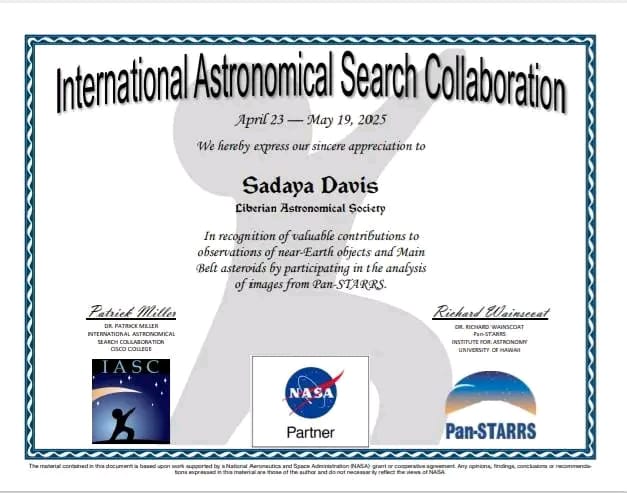 International Astronomical Search Collaboration
April 23 — May 19, 2025
We hereby express our sincere appreciation to
Sadaya Davis
Liberian Astronomical Society
In recognition of valuable contributions to
observations of near-Earth objects and Main
Belt asteroids by participating in the analysis
of images from Pan-STARRS.
Patrick Miller
DR. PATRICK MILLER
INTERNATIONAL ASTRONOMICAL
SEARCH COLLABORATION
CISCO COLLEGE
Richard Wainscoat
DR. RICHARD WAINSCOAT
Pan-STARRS
INSTITUTE FOR ASTRONOMY
UNIVERSITY OF HAWAII
IASC
NASA
Partner
Pan-STARRS
The material contained in this document is based upon work supported by a National Aeronautics and Space Administration (NASA) grant or cooperative agreement. Any opinions, findings, conclusions or recommenda-
tions expressed in this material are those of the author and do not necessarily reflect the views of NASA